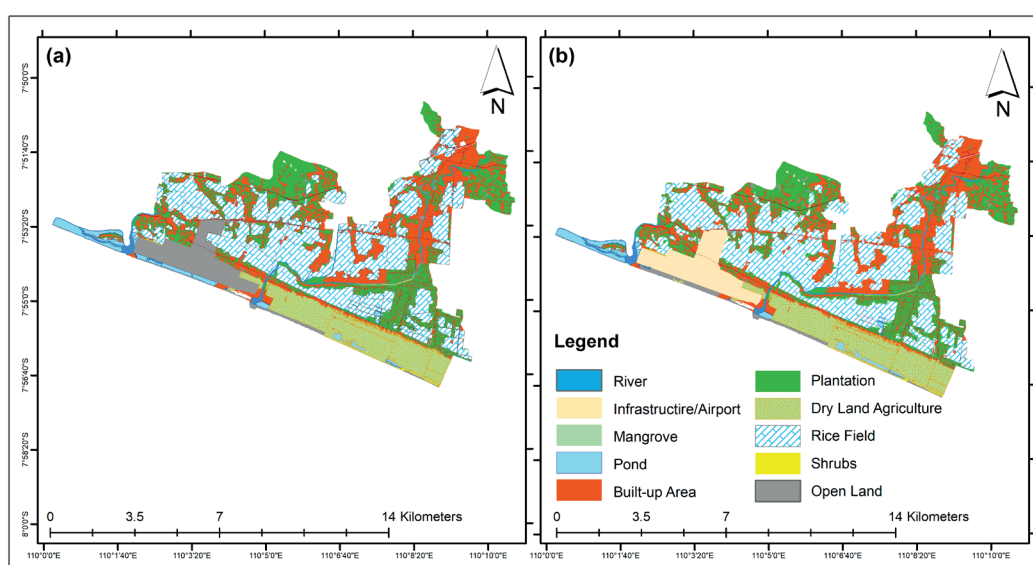 (a)
N
7°50'0"S
7°51'40"S
7°53'20"S
7°55'0"S
7°56'40"S
7°58'20"S
8°0'0"S
0 3.5 7 14 Kilometers
110°0'0"E 110°1'40"E 110°3'20"E 110°5'0"E 110°6'40"E 110°8'20"E 110°10'0"E
(b)
N
Legend
River
Infrastructire/Airport
Mangrove
Pond
Built-up Area
Plantation
Dry Land Agriculture
Rice Field
Shrubs
Open Land
0 3.5 7 14 Kilometers
110°0'0"E 110°1'40"E 110°3'20"E 110°5'0"E 110°6'40"E 110°8'20"E 110°10'0"E